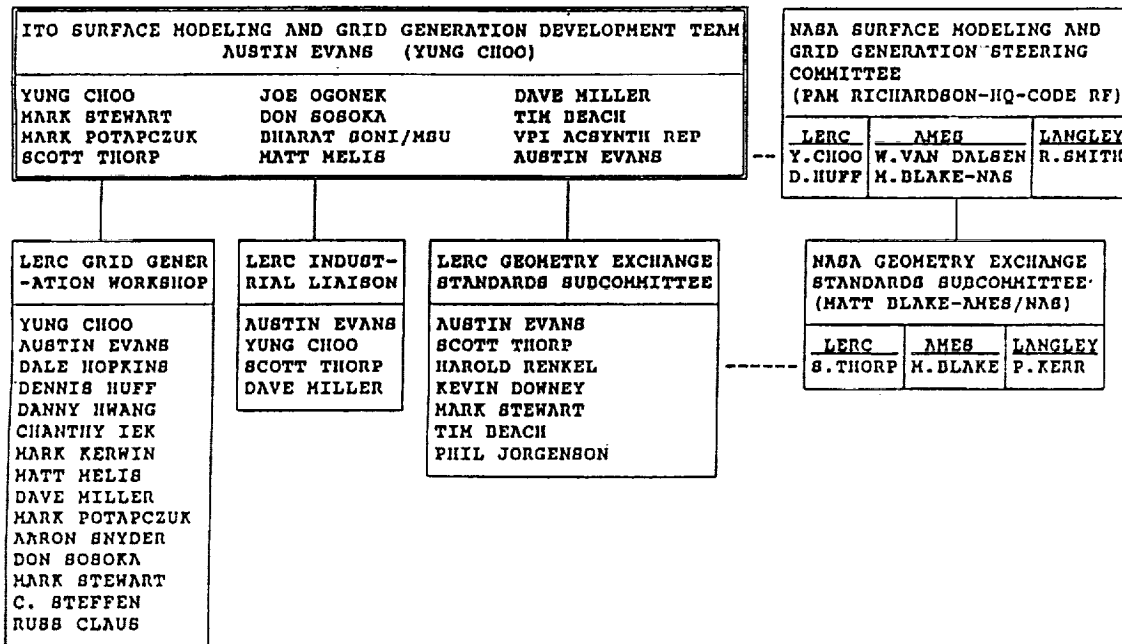 ITO SURFACE MODELING AND GRID GENERATION DEVELOPMENT TEAM
AUSTIN EVANS (YUNG CHOO)
YUNG CHOO JOE OGONEK DAVE MILLER
MARK STEWART DON SOSOKA TIM BEACH
MARK POTAPCZUK BHARAT SONI/MSU VPI ACSYNTH REP
SCOTT THORP MATT MELIS AUSTIN EVANS
NASA SURFACE MODELING AND
GRID GENERATION STEERING
COMMITTEE
(PAM RICHARDSON-HQ-CODE RF)
LERC AMES LANGLEY
Y.CHOO W.VAN DALSEN R.SMITH
D.HUFF M.BLAKE-NAS
LERC GRID GENER
-ATION WORKSHOP
YUNG CHOO
AUSTIN EVANS
DALE HOPKINS
DENNIS HUFF
DANNY HWANG
CHANTHY IEK
MARK KERWIN
MATT MELIS
DAVE MILLER
MARK POTAPCZUK
AARON SNYDER
DON SOSOKA
MARK STEWART
C. STEFFEN
RUSS CLAUS
LERC INDUST-
RIAL LIAISON
AUSTIN EVANS
YUNG CHOO
SCOTT THORP
DAVE MILLER
LERC GEOMETRY EXCHANGE
STANDARDS SUBCOMMITTEE
AUSTIN EVANS
SCOTT THORP
HAROLD RENKEL
KEVIN DOWNEY
MARK STEWART
TIM BEACH
PHIL JORGENSON
NASA GEOMETRY EXCHANGE
STANDARDS SUBCOMMITTEE
(MATT BLAKE-AMES/NAS)
LERC AMES LANGLEY
S.THORP M.BLAKE P.KERR